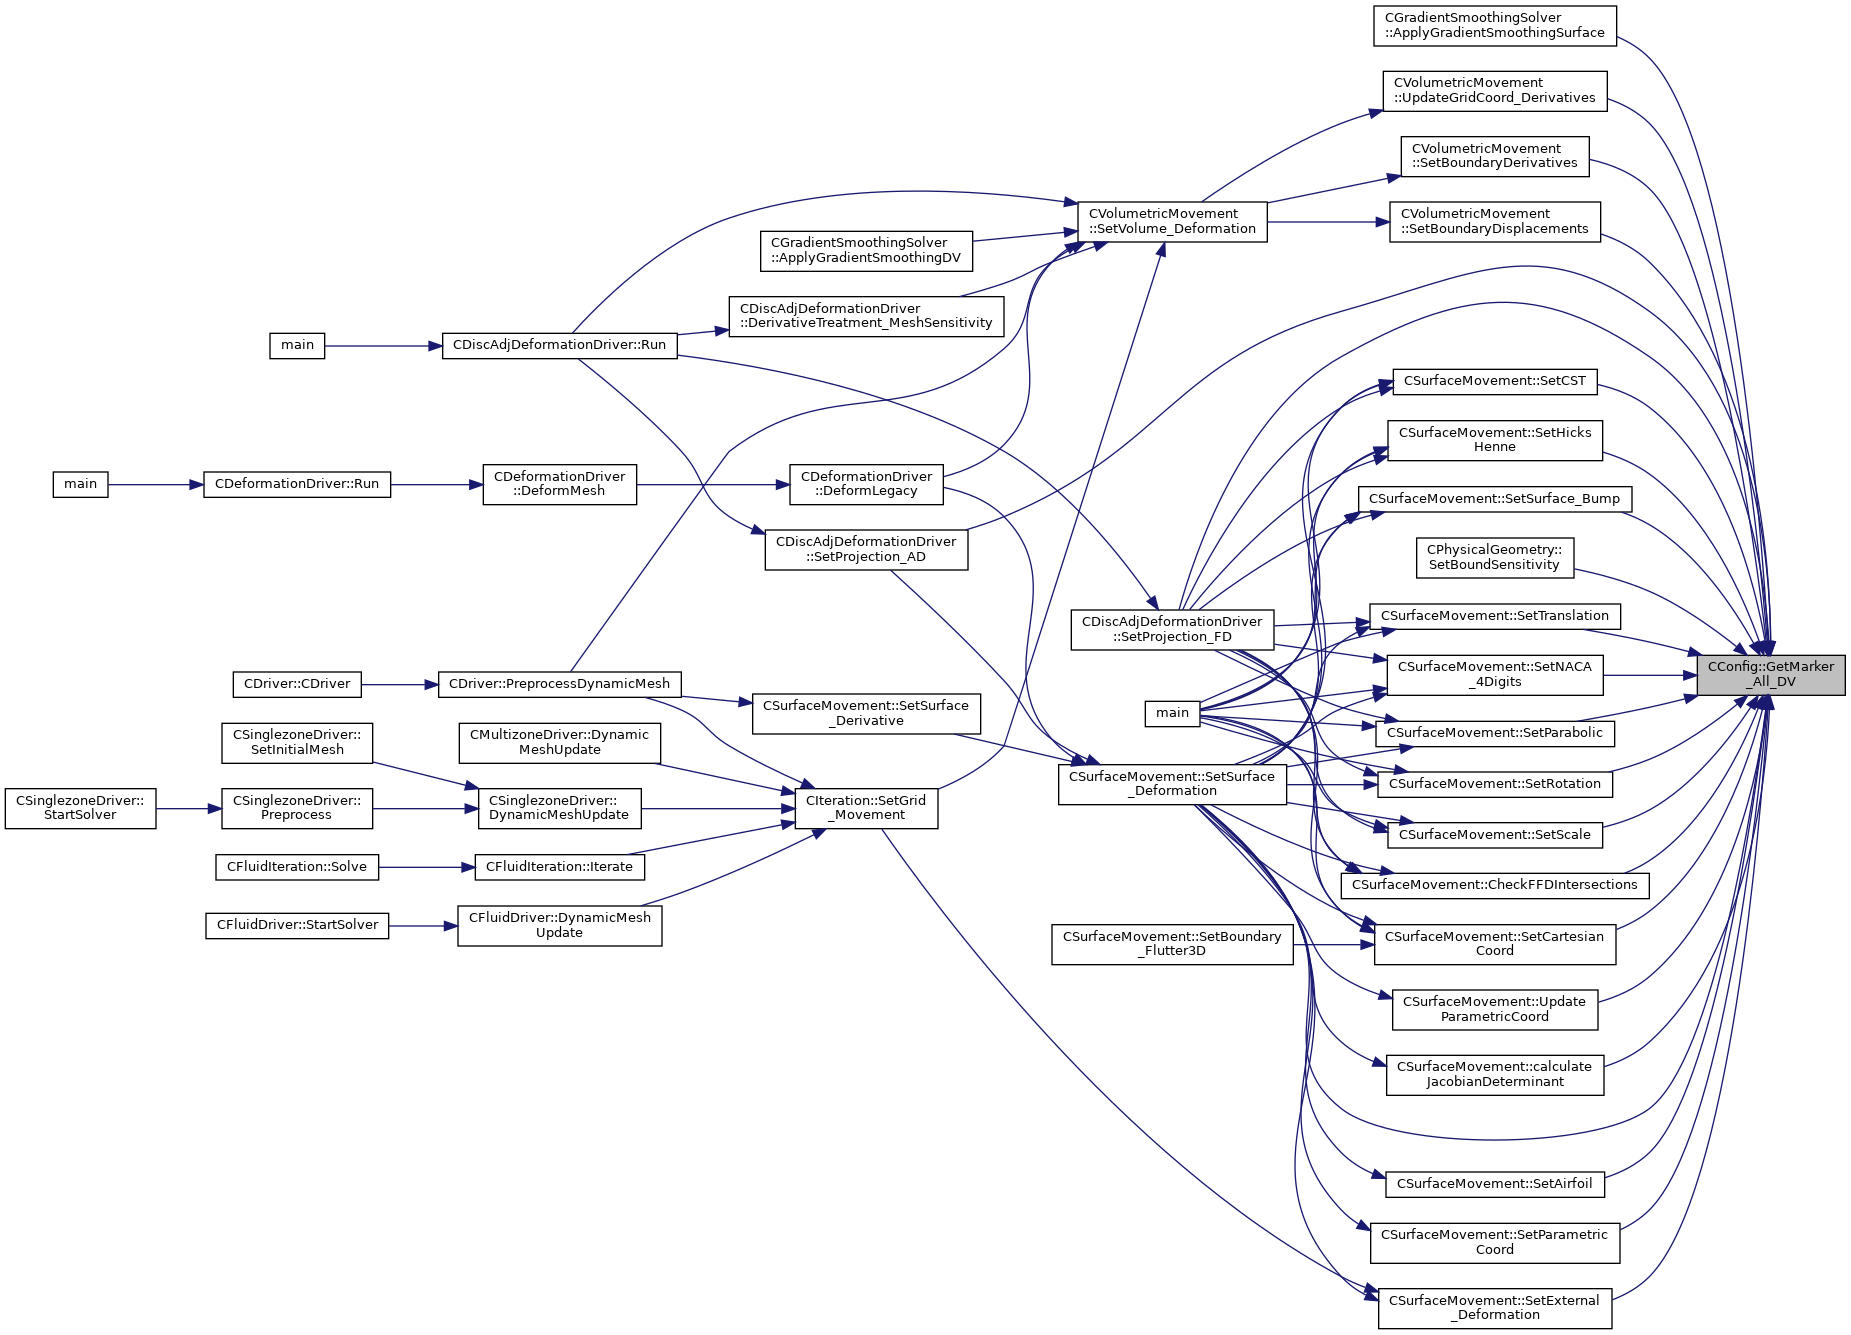 CGradientSmoothingSolver
::ApplyGradientSmoothingSurface
CVolumetricMovement
::UpdateGridCoord_Derivatives
CVolumetricMovement
::SetBoundaryDerivatives
CVolumetricMovement
::SetVolume_Deformation
CVolumetricMovement
::SetBoundaryDisplacements
CGradientSmoothingSolver
::ApplyGradientSmoothingDV
CDiscAdjDeformationDriver
::DerivativeTreatment_MeshSensitivity
main
CDiscAdjDeformationDriver::Run
CSurfaceMovement::SetCST
CSurfaceMovement::SetHicks
Henne
main
CDeformationDriver::Run
CDeformationDriver
::DeformMesh
CDeformationDriver
::DeformLegacy
CSurfaceMovement::SetSurface_Bump
CDiscAdjDeformationDriver
::SetProjection_AD
CPhysicalGeometry::
SetBoundSensitivity
CDiscAdjDeformationDriver
::SetProjection_FD
CSurfaceMovement::SetTranslation
CConfig::GetMarker
_All_DV
CSurfaceMovement::SetNACA
_4Digits
CDriver::CDriver
CDriver::PreprocessDynamicMesh
CSurfaceMovement::SetSurface
_Derivative
main
CSurfaceMovement::SetParabolic
CSinglezoneDriver::
SetInitialMesh
CMultizoneDriver::Dynamic
MeshUpdate
CSurfaceMovement::SetSurface
_Deformation
CSurfaceMovement::SetRotation
CSinglezoneDriver::
StartSolver
CSinglezoneDriver::
Preprocess
CSinglezoneDriver::
DynamicMeshUpdate
CIteration::SetGrid
_Movement
CSurfaceMovement::SetScale
CFluidIteration::Solve
CFluidIteration::Iterate
CSurfaceMovement::CheckFFDIntersections
CFluidDriver::StartSolver
CFluidDriver::DynamicMesh
Update
CSurfaceMovement::SetBoundary
_Flutter3D
CSurfaceMovement::SetCartesian
Coord
CSurfaceMovement::Update
ParametricCoord
CSurfaceMovement::calculate
JacobianDeterminant
CSurfaceMovement::SetAirfoil
CSurfaceMovement::SetParametric
Coord
CSurfaceMovement::SetExternal
_Deformation